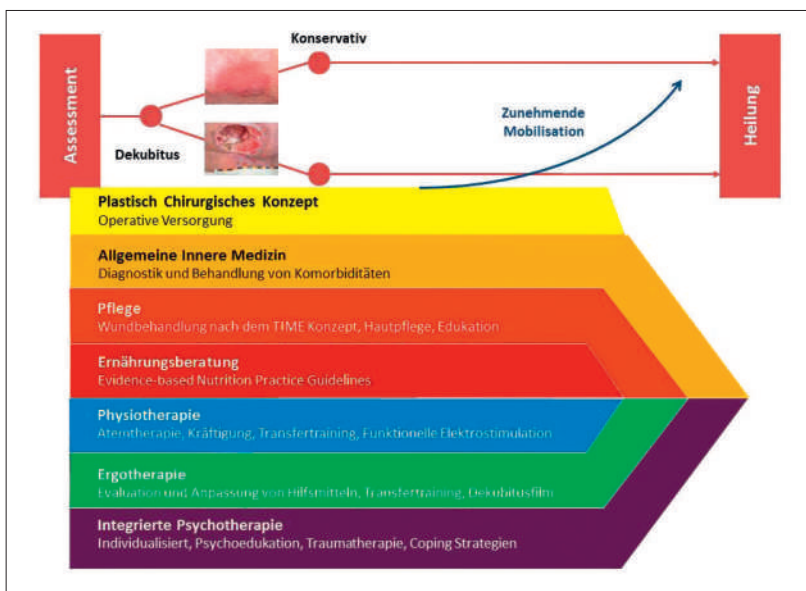 Assessment
Konservativ
Dekubitus
Zunehmende
Mobilisation
Heilung
Plastisch Chirurgisches Konzept
Operative Versorgung
Allgemeine Innere Medizin
Diagnostik und Behandlung von Komorbiditäten
Pflege
Wundbehandlung nach dem TIME Konzept, Hautpflege, Edukation
Ernährungsberatung
Evidence-based Nutrition Practice Guidelines
Physiotherapie
Atemtherapie, Kräftigung, Transfertraining, Funktionelle Elektrostimulation
Ergotherapie
Evaluation und Anpassung von Hilfsmitteln, Transfertraining, Dekubitusfilm
Integrierte Psychotherapie
Individualisiert, Psychoedukation, Traumatherapie, Coping Strategien